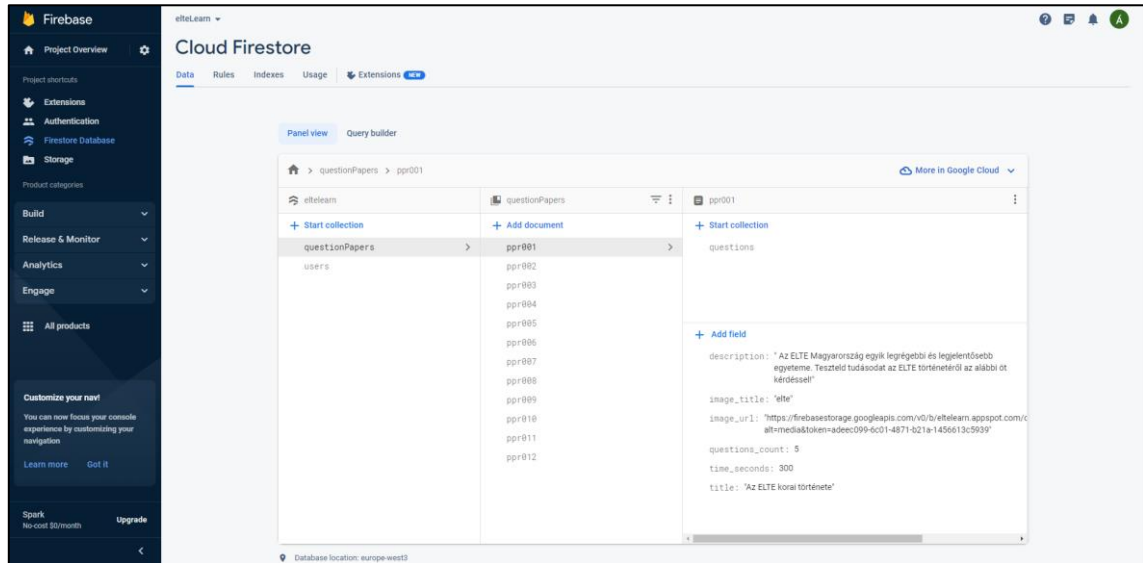 Firebase
elteLearn
Project Overview
Cloud Firestore
Project shortcuts
Data Rules Indexes Usage Extensions NEW
Extensions
Authentication
Firestore Database
Storage
Product categories
Build
Release & Monitor
Analytics
Engage
All products
Customize your nav!
You can now focus your console
experience by customizing your
navigation
Learn more Got it
Spark
No-cost $0/month
Upgrade
Panel view Query builder
questionPapers > ppr001
More in Google Cloud
eltelearn
+ Start collection
questionPapers
users
questionPapers
+ Add document
ppr001
ppr002
ppr003
ppr004
ppr005
ppr006
ppr007
ppr008
ppr009
ppr010
ppr011
ppr012
ppr001
+ Start collection
questions
+ Add field
description: " Az ELTE Magyarország egyik legrégebbi és legjelentősebb
egyeteme. Teszteld tudásodat az ELTE történetéről az alábbi öt
kérdéssel!"
image_title: "elte"
image_url: "https://firebasestorage.googleapis.com/v0/b/eltelearn.appspot.com/
alt=media&token=adeec099-6c01-4871-b21a-1456613c5939"
questions_count: 5
time_seconds: 300
title: "Az ELTE korai története"
Database location: europe-west3